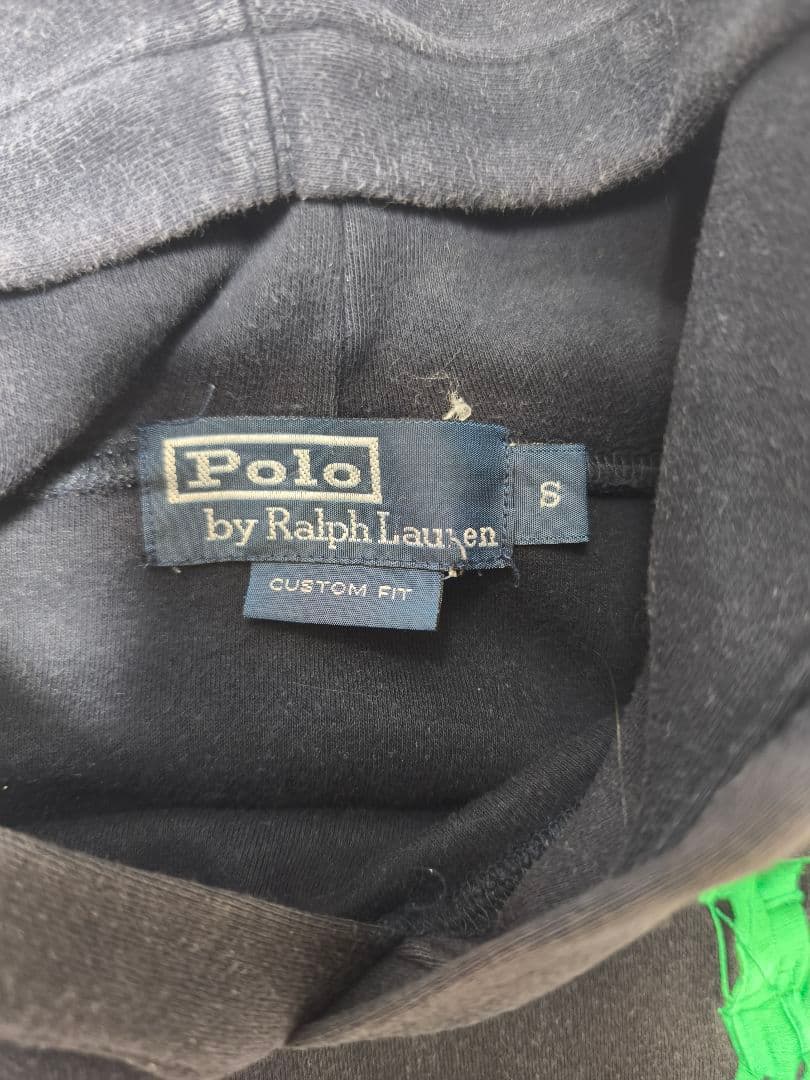 Polo
by Ralph Lauren
S
CUSTOM FIT